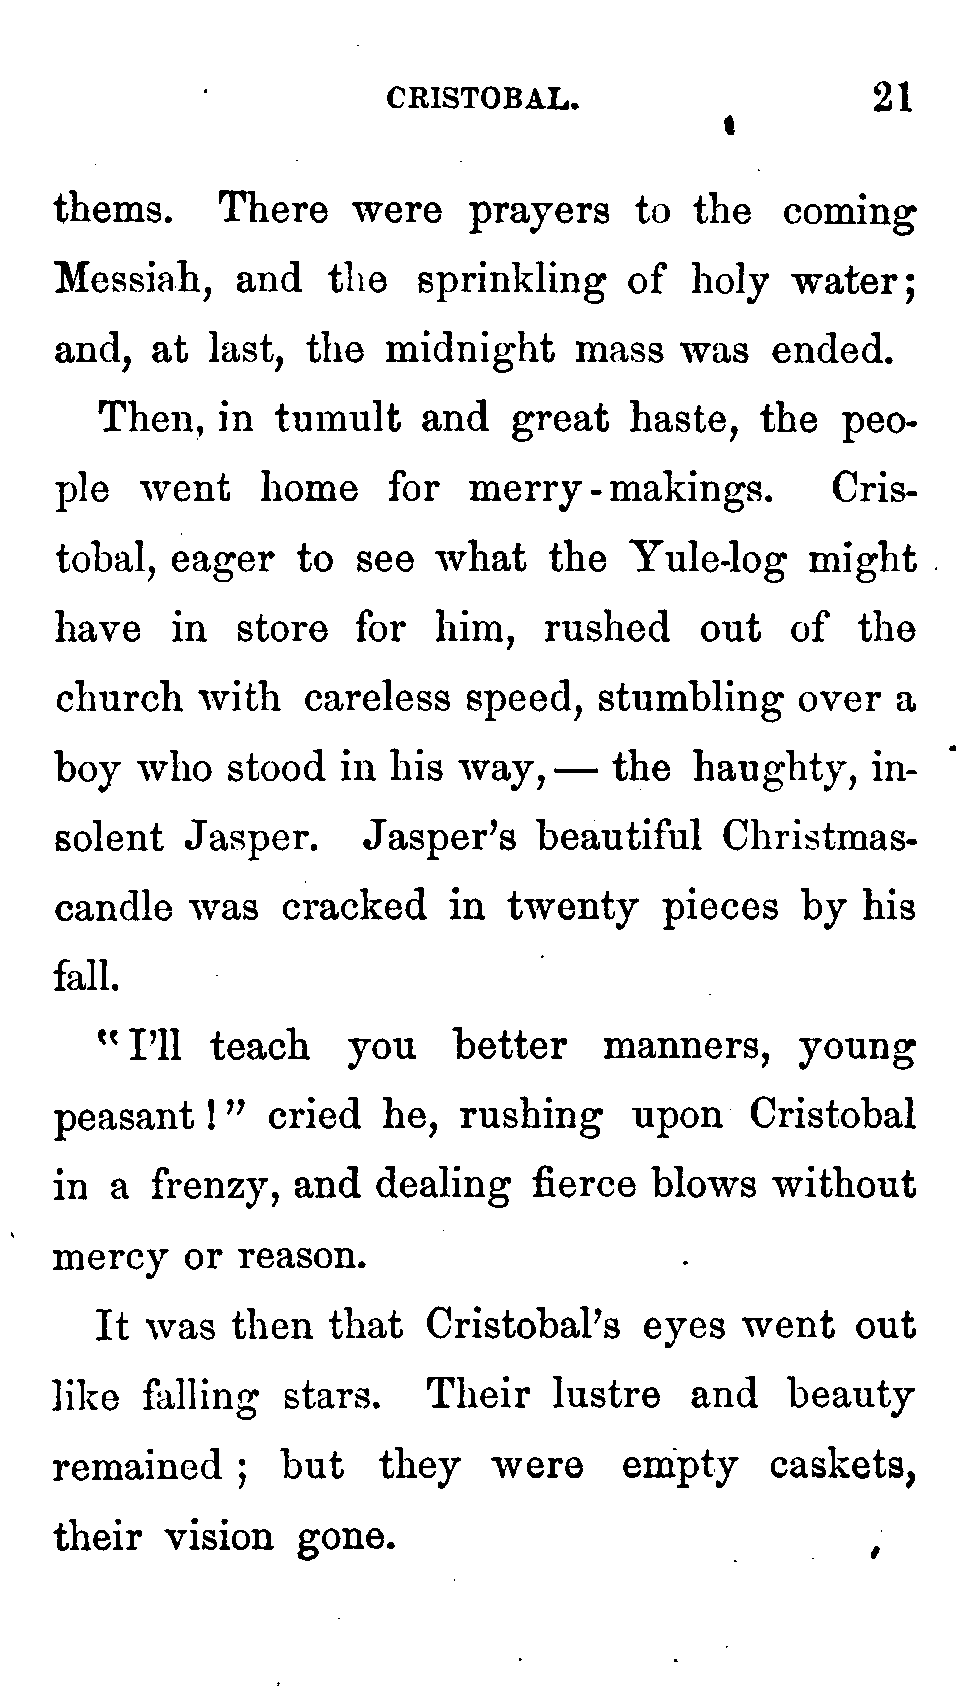 CRISTOBAL. 21
thems. There were prayers to the coming
Messiah, and the sprinkling of holy water;
and, at last, the midnight mass was ended.
Then, in tumult and great haste, the peo-
ple went home for merry-makings. Cris-
tobal, eager to see what the Yule-log might
have in store for him, rushed out of the
church with careless speed, stumbling over a
boy who stood in his way,— the haughty, in-
solent Jasper. Jasper's beautiful Christmas-
candle was cracked in twenty pieces by his
fall.
"I'll teach you better manners, young
peasant!" cried he, rushing upon Cristobal
in a frenzy, and dealing fierce blows without
mercy or reason.
It was then that Cristobal's eyes went out
like falling stars. Their lustre and beauty
remained; but they were empty caskets,
their vision gone.